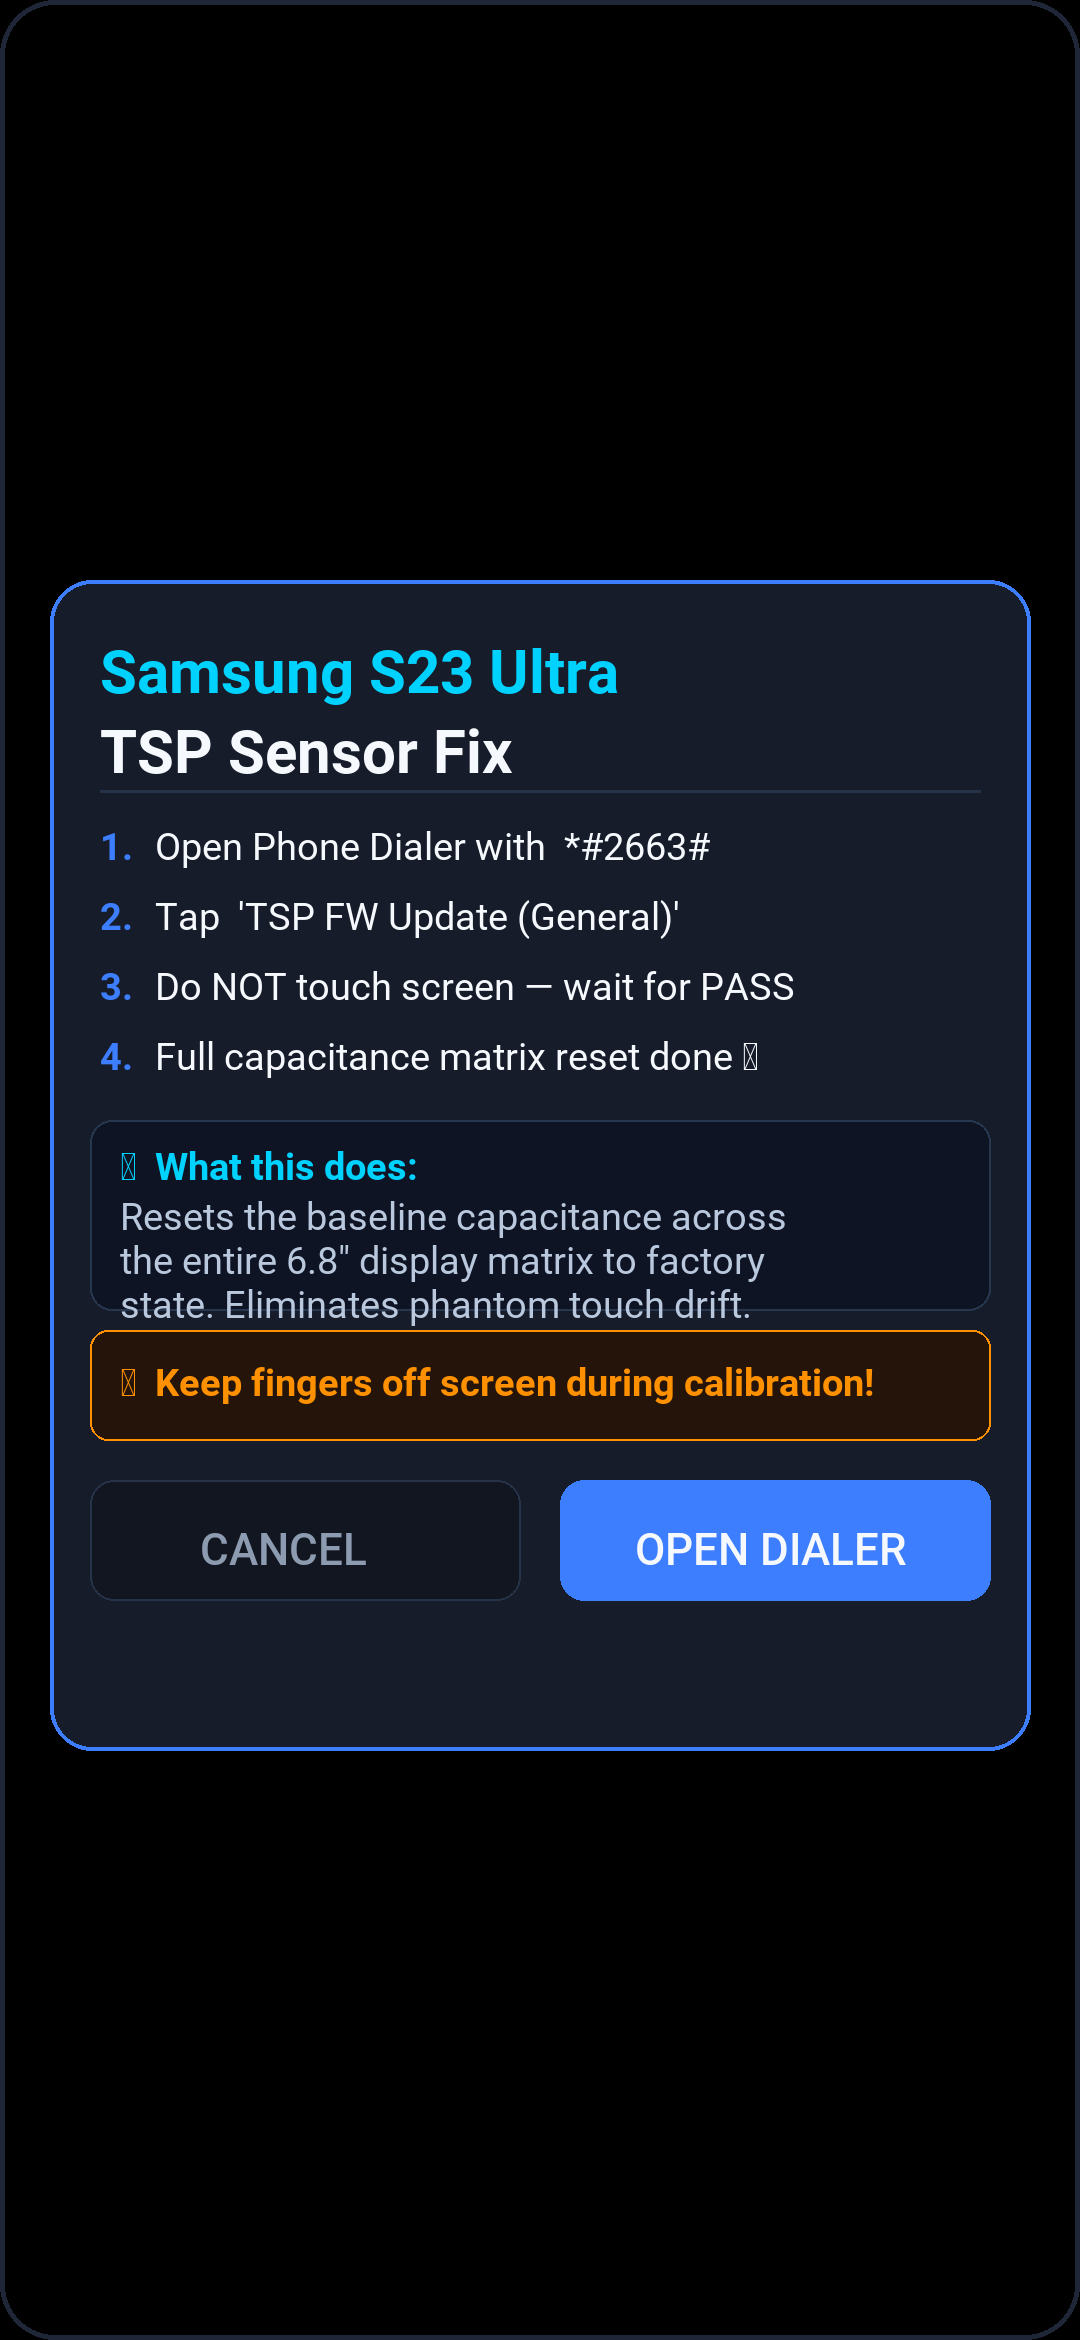 Samsung S23 Ultra
TSP Sensor Fix
1. Open Phone Dialer with *#2663#
2. Tap 'TSP FW Update (General)'
3. Do NOT touch screen — wait for PASS
4. Full capacitance matrix reset done
What this does:
Resets the baseline capacitance across
the entire 6.8" display matrix to factory
state. Eliminates phantom touch drift.
Keep fingers off screen during calibration!
CANCEL
OPEN DIALER